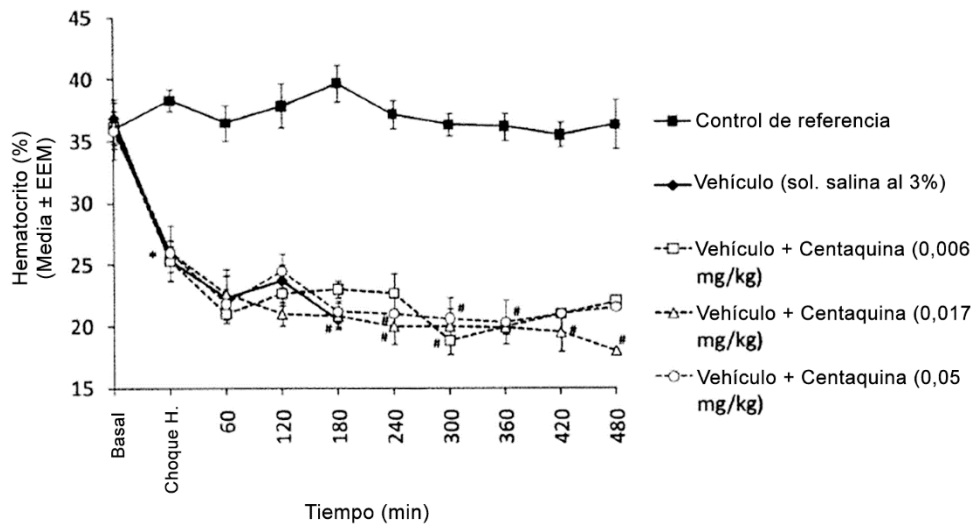 45
40
35
30
25
20
15
Hematocrito (%)
(Media ± EEM)
*
#
*
#
#
#
#
#
#
#
Basal
Choque H.
60
120
180
240
300
360
420
480
Tiempo (min)
Control de referencia
Vehículo (sol. salina al 3%)
Vehículo + Centaquina (0,006
mg/kg)
Vehículo + Centaquina (0,017
mg/kg)
Vehículo + Centaquina (0,05
mg/kg)